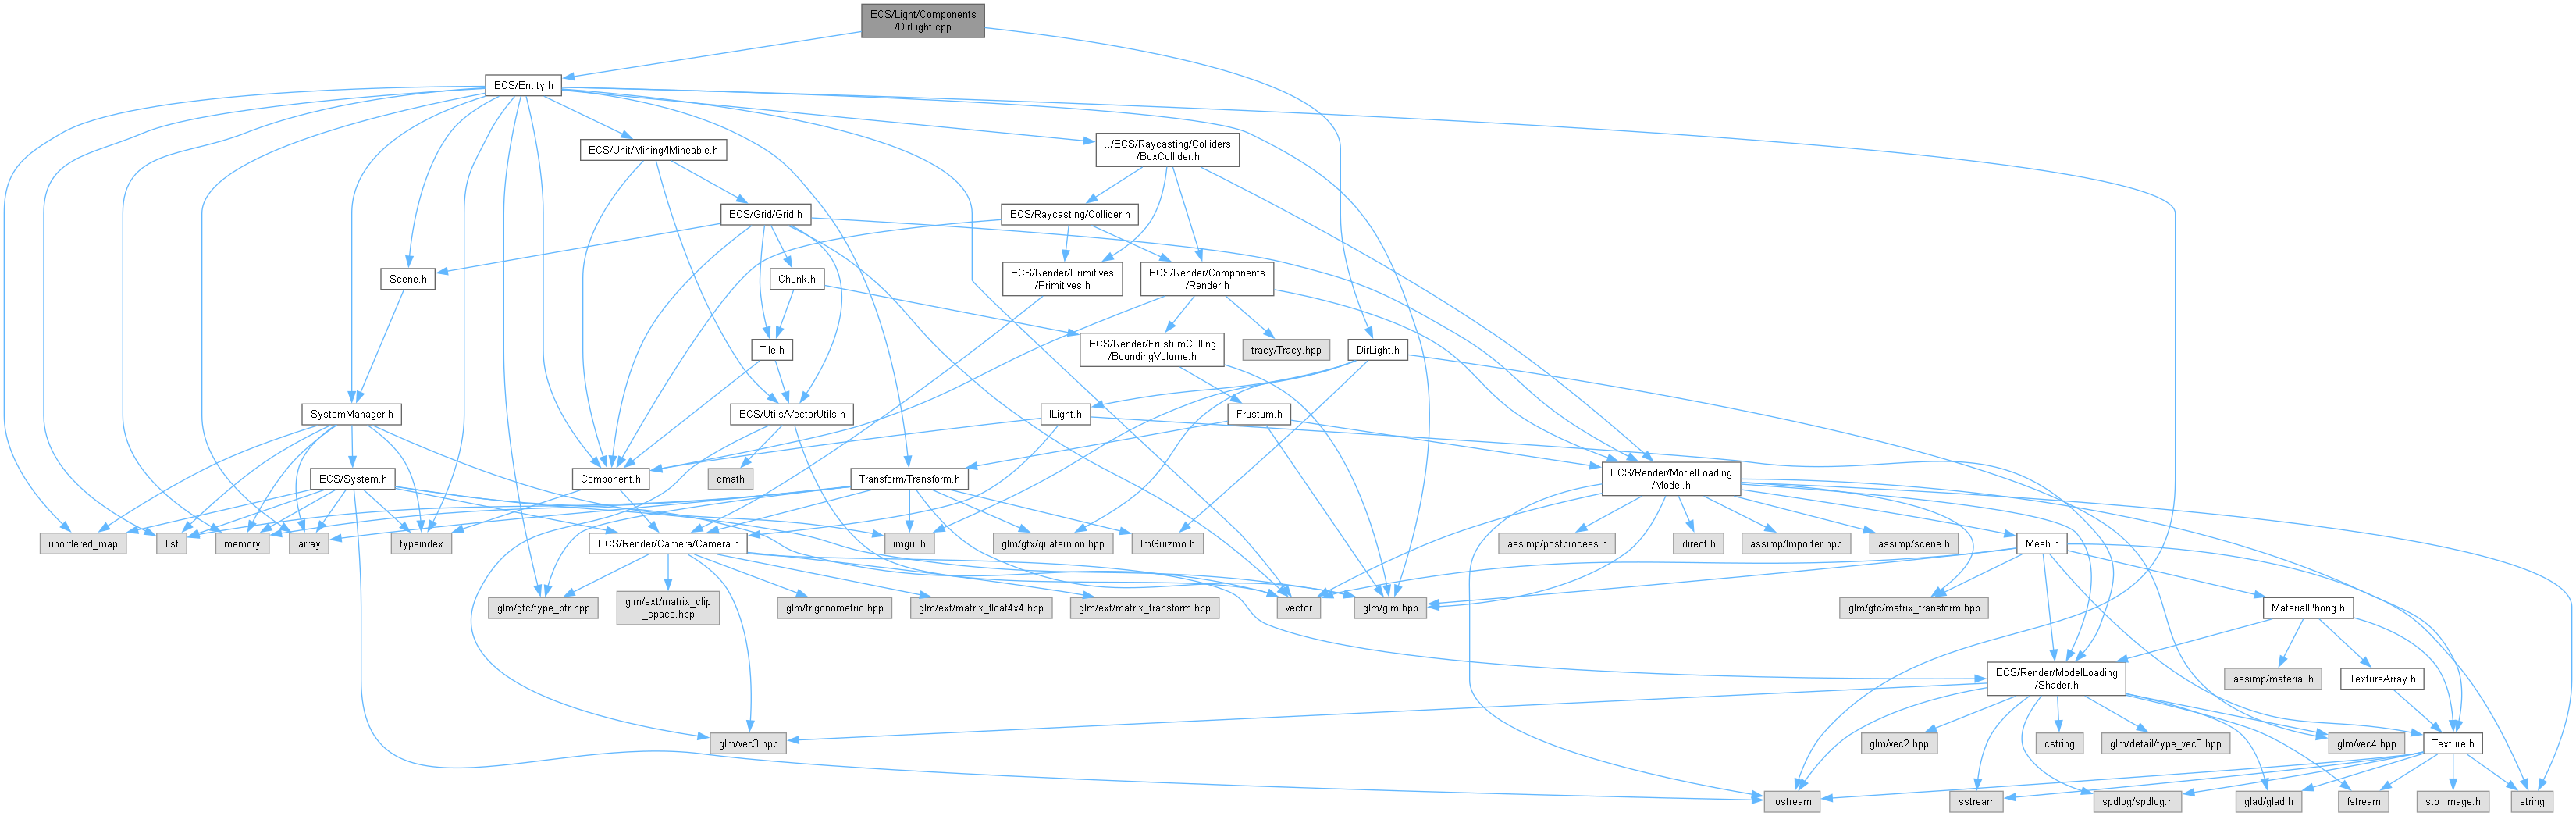 ECS/Light/Components
/DirLight.cpp
ECS/Entity.h
ECS/Unit/Mining/IMineable.h
../ECS/Raycasting/Colliders
/BoxCollider.h
ECS/Grid/Grid.h
ECS/Raycasting/Collider.h
Scene.h
Chunk.h
ECS/Render/Primitives
/Primitives.h
ECS/Render/Components
/Render.h
Tile.h
ECS/Render/FrustumCulling
/BoundingVolume.h
tracy/Tracy.hpp
DirLight.h
SystemManager.h
ECS/Utils/VectorUtils.h
ILight.h
Frustum.h
ECS/System.h
Component.h
cmath
Transform/Transform.h
ECS/Render/ModelLoading
/Model.h
unordered_map
list
memory
array
typeindex
ECS/Render/Camera/Camera.h
imgui.h
glm/gtx/quaternion.hpp
ImGuizmo.h
assimp/postprocess.h
direct.h
assimp/Importer.hpp
assimp/scene.h
Mesh.h
glm/gtc/type_ptr.hpp
glm/ext/matrix_clip
_space.hpp
glm/trigonometric.hpp
glm/ext/matrix_float4x4.hpp
glm/ext/matrix_transform.hpp
vector
glm/glm.hpp
glm/gtc/matrix_transform.hpp
MaterialPhong.h
ECS/Render/ModelLoading
/Shader.h
assimp/material.h
TextureArray.h
glm/vec3.hpp
glm/vec2.hpp
cstring
glm/detail/type_vec3.hpp
glm/vec4.hpp
Texture.h
iostream
sstream
spdlog/spdlog.h
glad/glad.h
fstream
stb_image.h
string